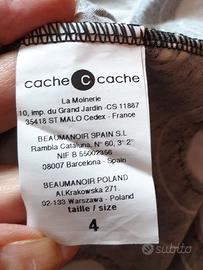 cache C cache
La Moinerie
10, imp. du Grand Jardin -CS 11887
35418 ST MALO Cedex - France
BEAUMANOIR SPAIN S.L
Rambla Cataluna, N° 60, 3° 2°
NIF B 55002356
08007 Barcelona - Spain
BEAUMANOIR POLAND
Al.Krakowska 271.
02-133 Warszawa - Poland
taille / size
4
subito